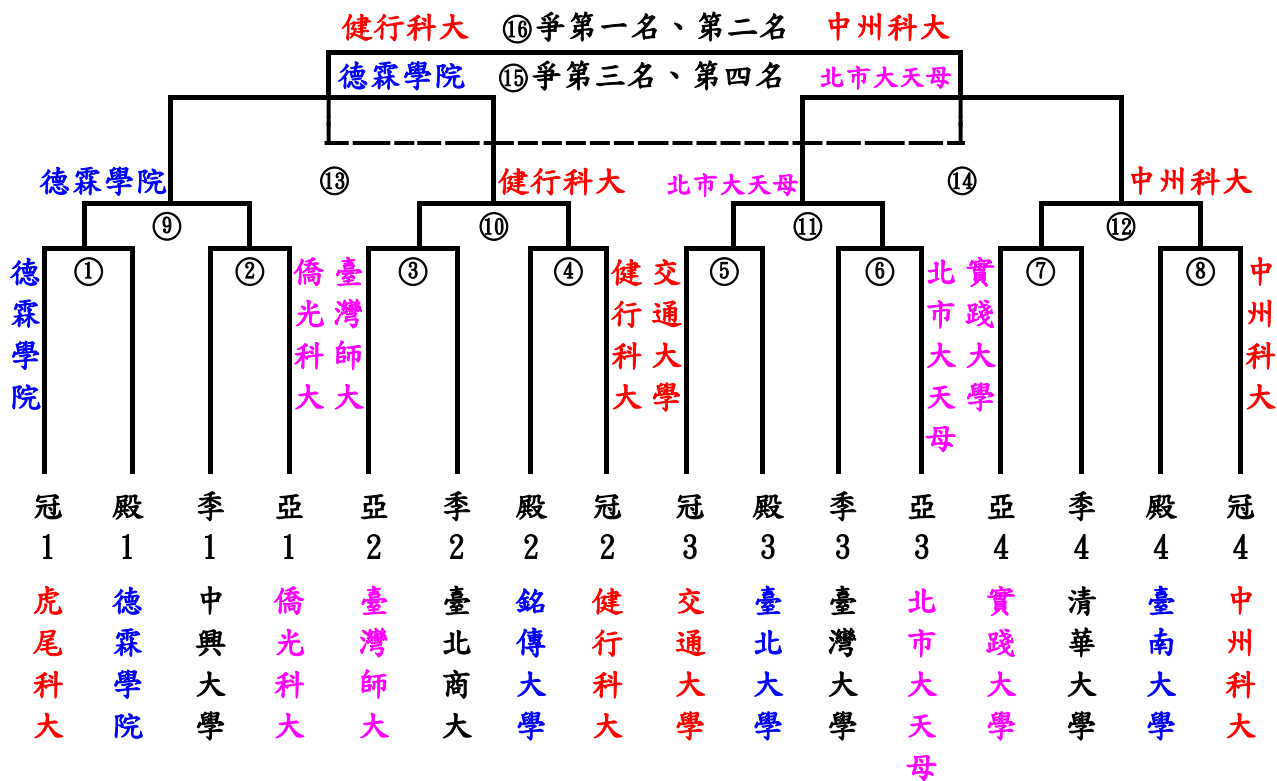 健行科大 ⑯爭第一名、第二名 中州科大
德霖學院 ⑮爭第三名、第四名 北市大天母
德霖學院 ⑬ 健行科大 北市大天母 ⑭ 中州科大
⑨ ⑩ ⑪ ⑫
① ② ③ ④ ⑤ ⑥ ⑦ ⑧
德霖學院
僑光科大
臺灣師大
健行科大
交通大學
北市大天母
實踐大學
中州科大
冠 殿 季 亞 亞 季 殿 冠 冠 殿 季 亞 亞 季 殿 冠
1 1 1 1 2 2 2 2 3 3 3 3 4 4 4 4
虎尾科大
德霖學院
中興大學
僑光科大
臺灣師大
臺北商大
銘傳大學
健行科大
交通大學
臺北大學
臺灣大學
北市大天母
實踐大學
清華大學
臺南大學
中州科大